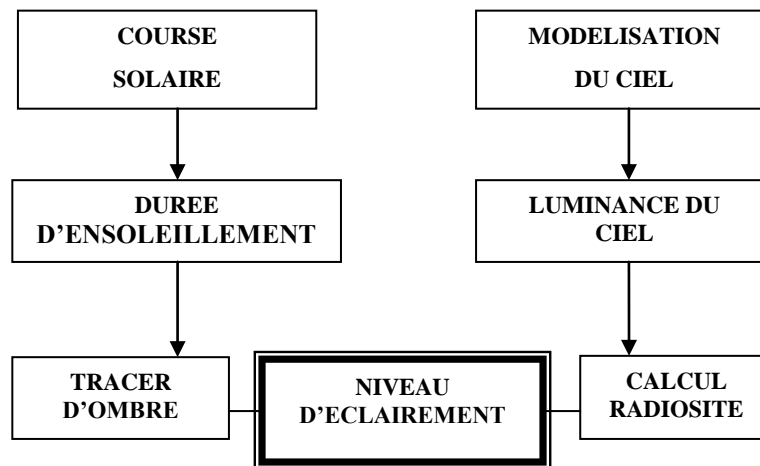 COURSE
SOLAIRE
MODELISATION
DU CIEL
DUREE
D’ENSOLEILLEMENT
LUMINANCE DU
CIEL
TRACER
D’OMBRE
NIVEAU
D’ECLAIREMENT
CALCUL
RADIOSITE